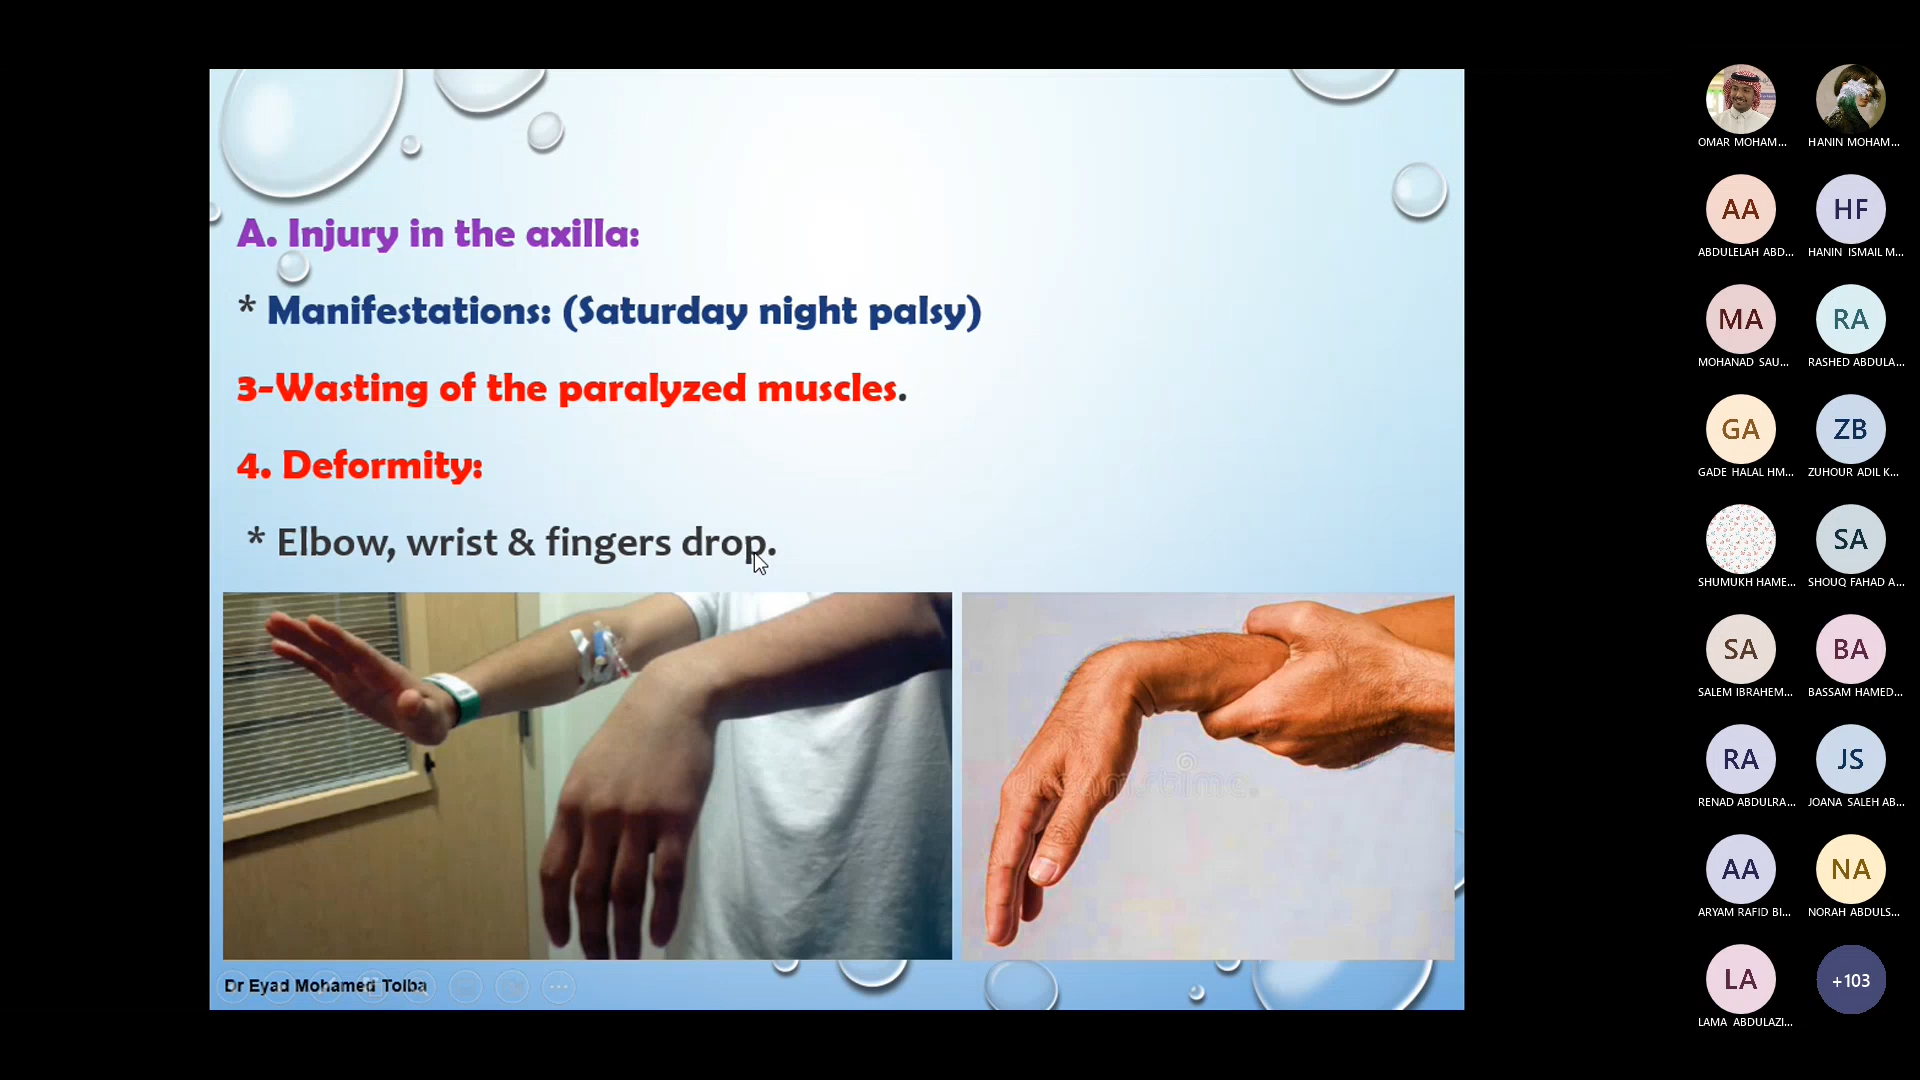 A. Injury in the axilla:
* Manifestations: (Saturday night palsy)
3-Wasting of the paralyzed muscles.
4. Deformity:
* Elbow, wrist & fingers drop.
dreamstime.
Dr Eyad Mohamed Tolba
OMAR MOHAM...
HANIN MOHAM...
AA
HF
ABDULELAH ABD...
HANIN ISMAIL M...
MA
RA
MOHANAD SAU...
RASHED ABDULA...
GA
ZB
GADE HALAL HM...
ZUHOUR ADIL K...
SA
SHUMUKH HAME...
SHOUQ FAHAD A...
SA
BA
SALEM IBRAHEM...
BASSAM HAMED...
RA
JS
RENAD ABDULRA...
JOANA SALEH AB...
AA
NA
ARYAM RAFID BI...
NORAH ABDULS...
LA
+103
LAMA ABDULAZI...